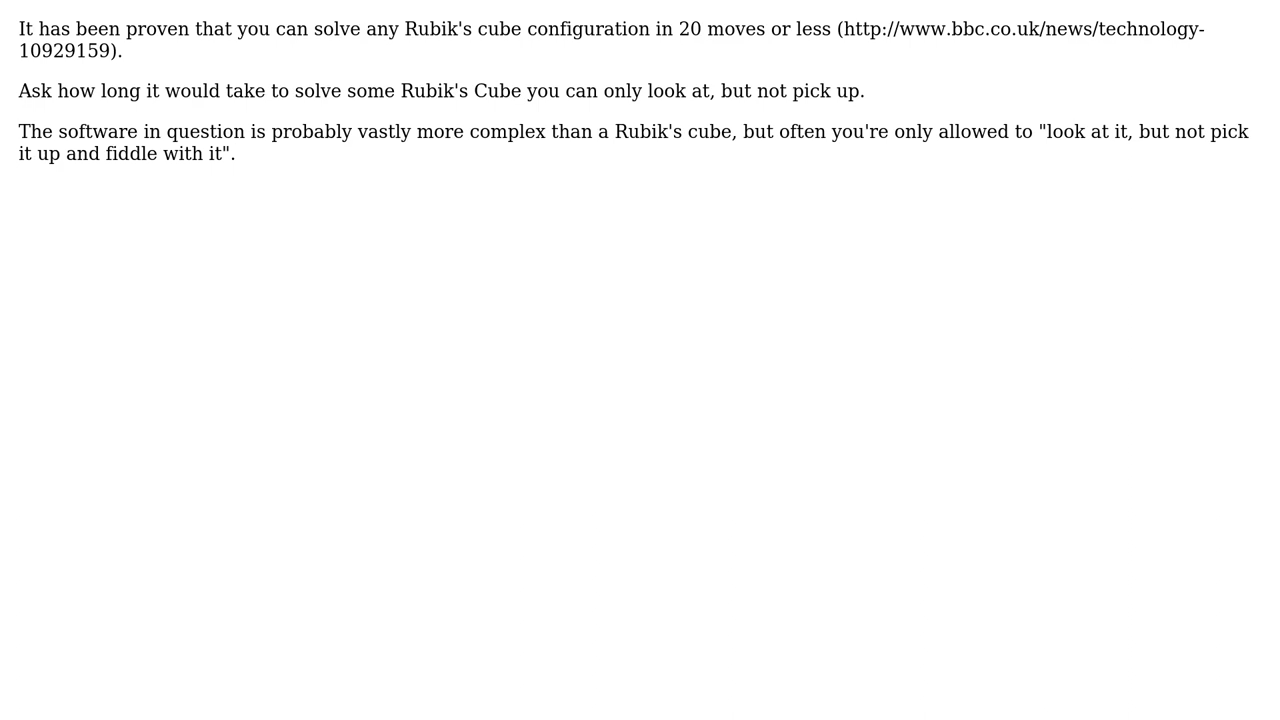 It has been proven that you can solve any Rubik's cube configuration in 20 moves or less (http://www.bbc.co.uk/news/technology-
10929159).
Ask how long it would take to solve some Rubik's Cube you can only look at, but not pick up.
The software in question is probably vastly more complex than a Rubik's cube, but often you're only allowed to "look at it, but not pick
it up and fiddle with it".